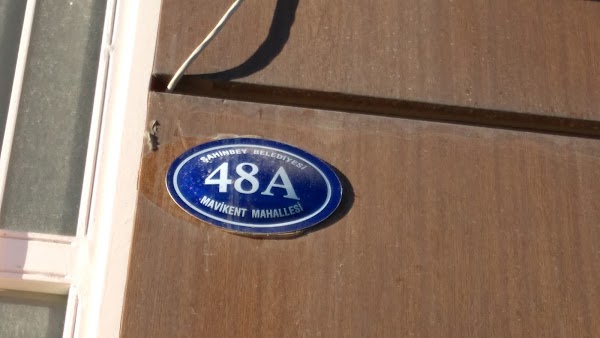 ŞAHİNBEY BELEDİYESİ
48A
MAVİKENT MAHALLESİ